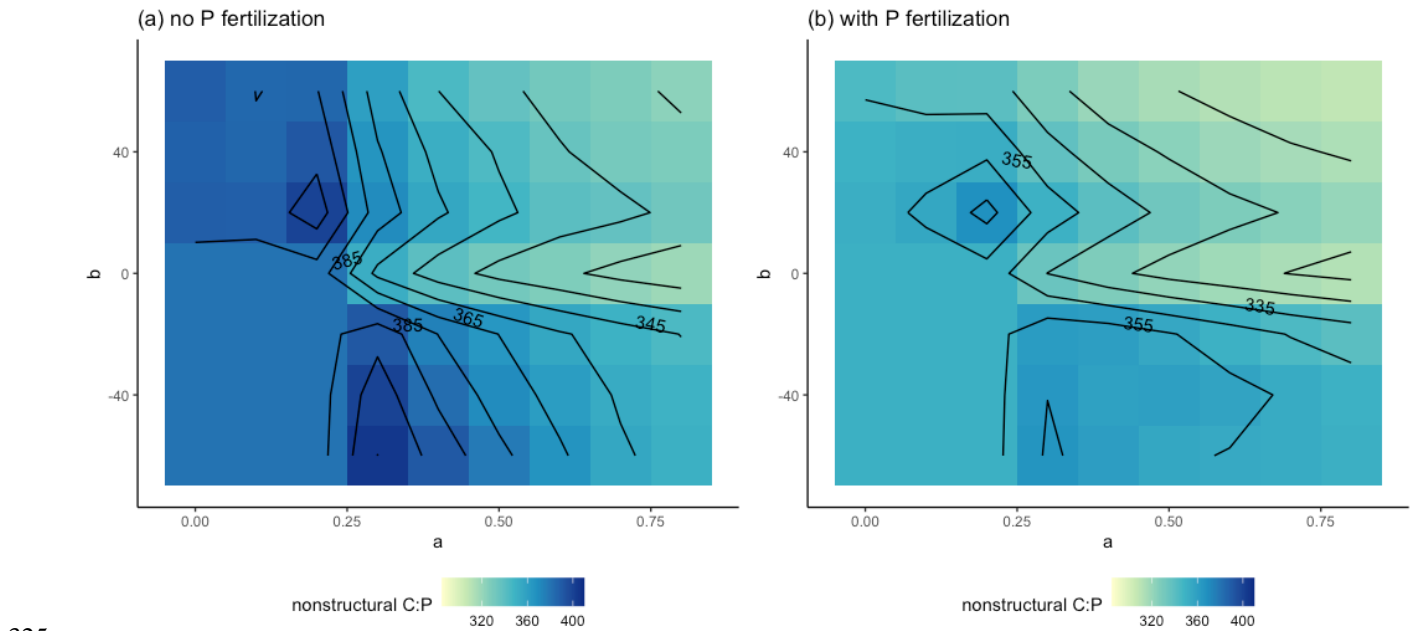 (a) no P fertilization
(b) with P fertilization
40
0
-40
b
385
385
365
345
0.00 0.25 0.50 0.75
a
nonstructural C:P
320 360 400
40
0
-40
b
355
335
355
0.00 0.25 0.50 0.75
a
nonstructural C:P
320 360 400